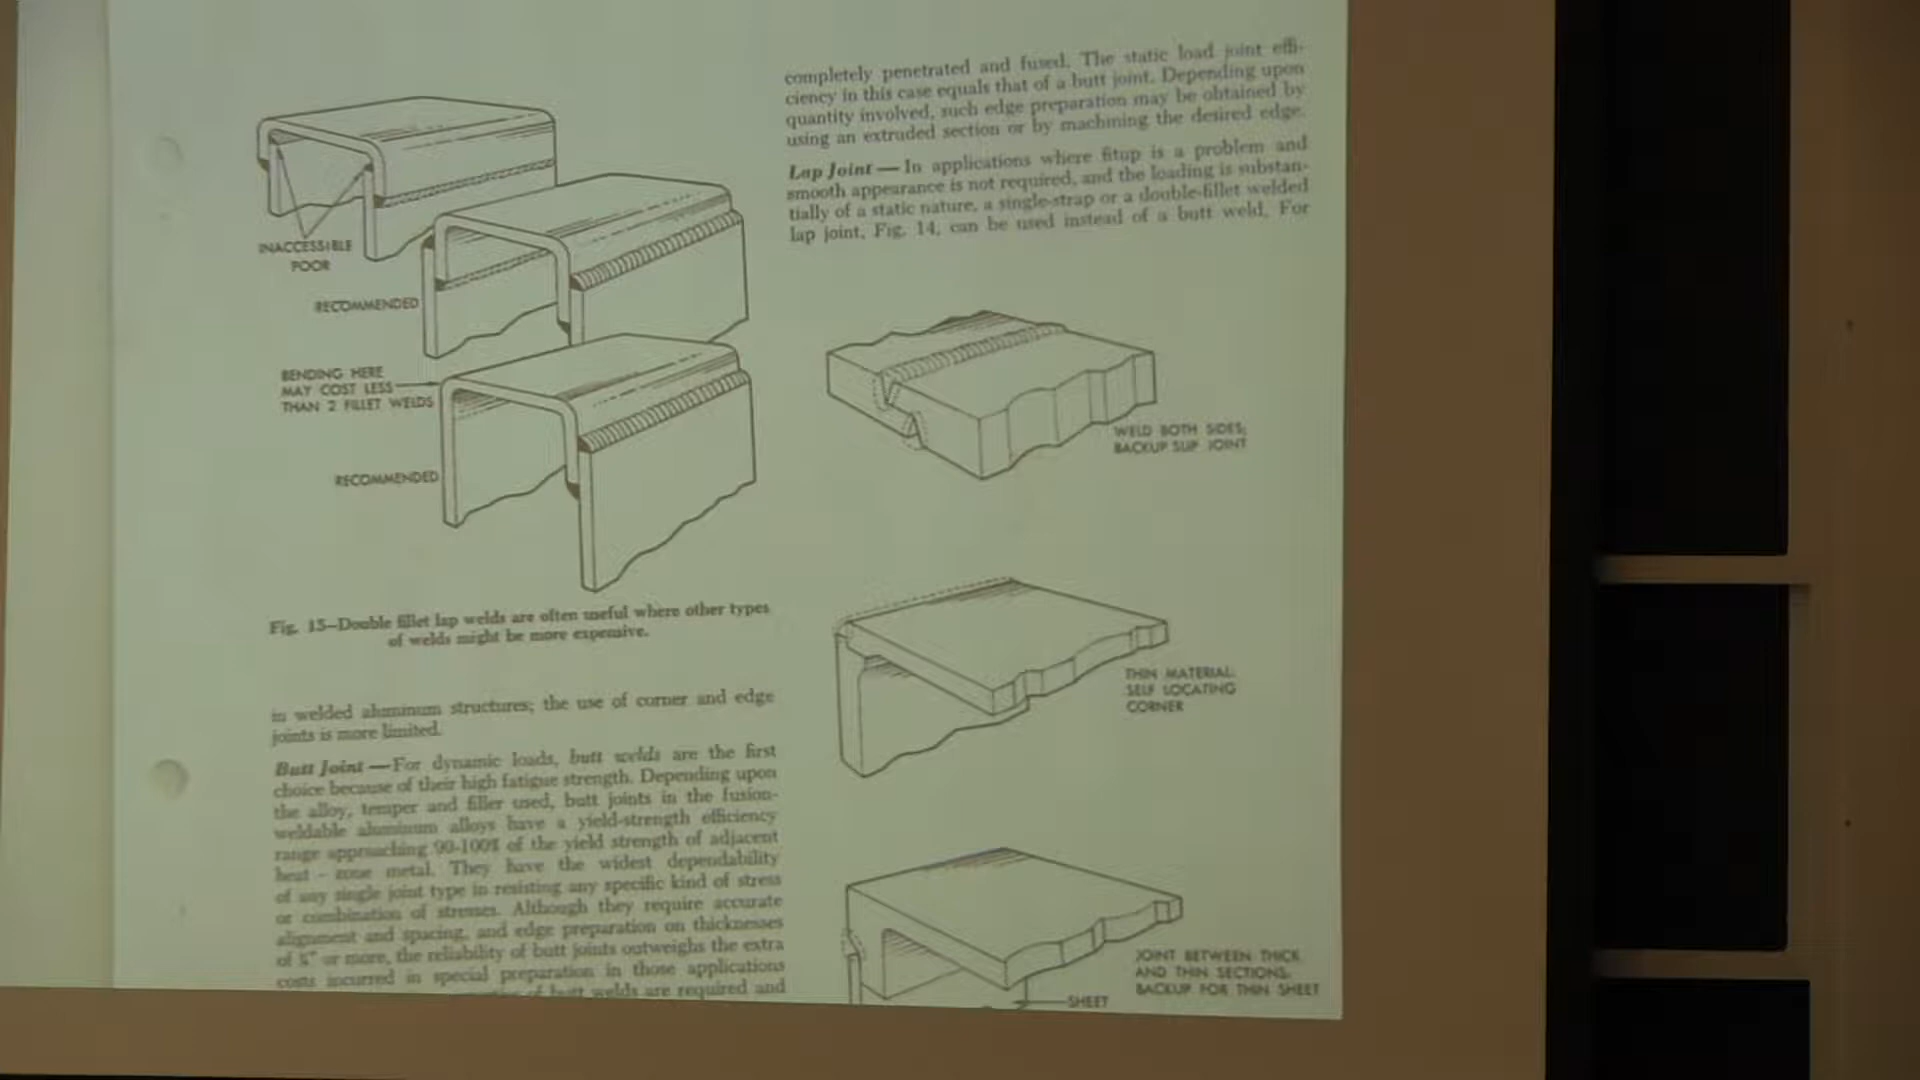 INACCESSIBLE
POOR
RECOMMENDED
BENDING HERE
MAY COST LESS
THAN 2 FILLET WELDS
RECOMMENDED
Fig. 15—Double fillet lap welds are often useful where other types
of welds might be more expensive.
in welded aluminum structures; the use of corner and edge
joints is more limited.
Butt Joint — For dynamic loads, butt welds are the first
choice because of their high fatigue strength. Depending upon
the alloy, temper and filler used, butt joints in the fusion-
weldable aluminum alloys have a yield-strength efficiency
range approaching 90-100% of the yield strength of adjacent
heat - zone metal. They have the widest dependability
of any single joint type in resisting any specific kind of stress
or combination of stresses. Although they require accurate
alignment and spacing, and edge preparation on thicknesses
of or more, the reliability of butt joints outweighs the extra
costs incurred in special preparation in those applications
of butt welds are required and
completely penetrated and fused. The static load joint effi-
ciency in this case equals that of a butt joint. Depending upon
quantity involved, such edge preparation may be obtained by
using an extruded section or by machining the desired edge.
Lap Joint — In applications where fitup is a problem and
smooth appearance is not required, and the loading is substan-
tially of a static nature, a single-strap or a double-fillet welded
lap joint, Fig. 14, can be used instead of a butt weld. For
WELD BOTH SIDES;
BACKUP SLIP JOINT
THIN MATERIAL;
SELF LOCATING
CORNER
JOINT BETWEEN THICK
AND THIN SECTIONS.
BACKUP FOR THIN SHEET
SHEET